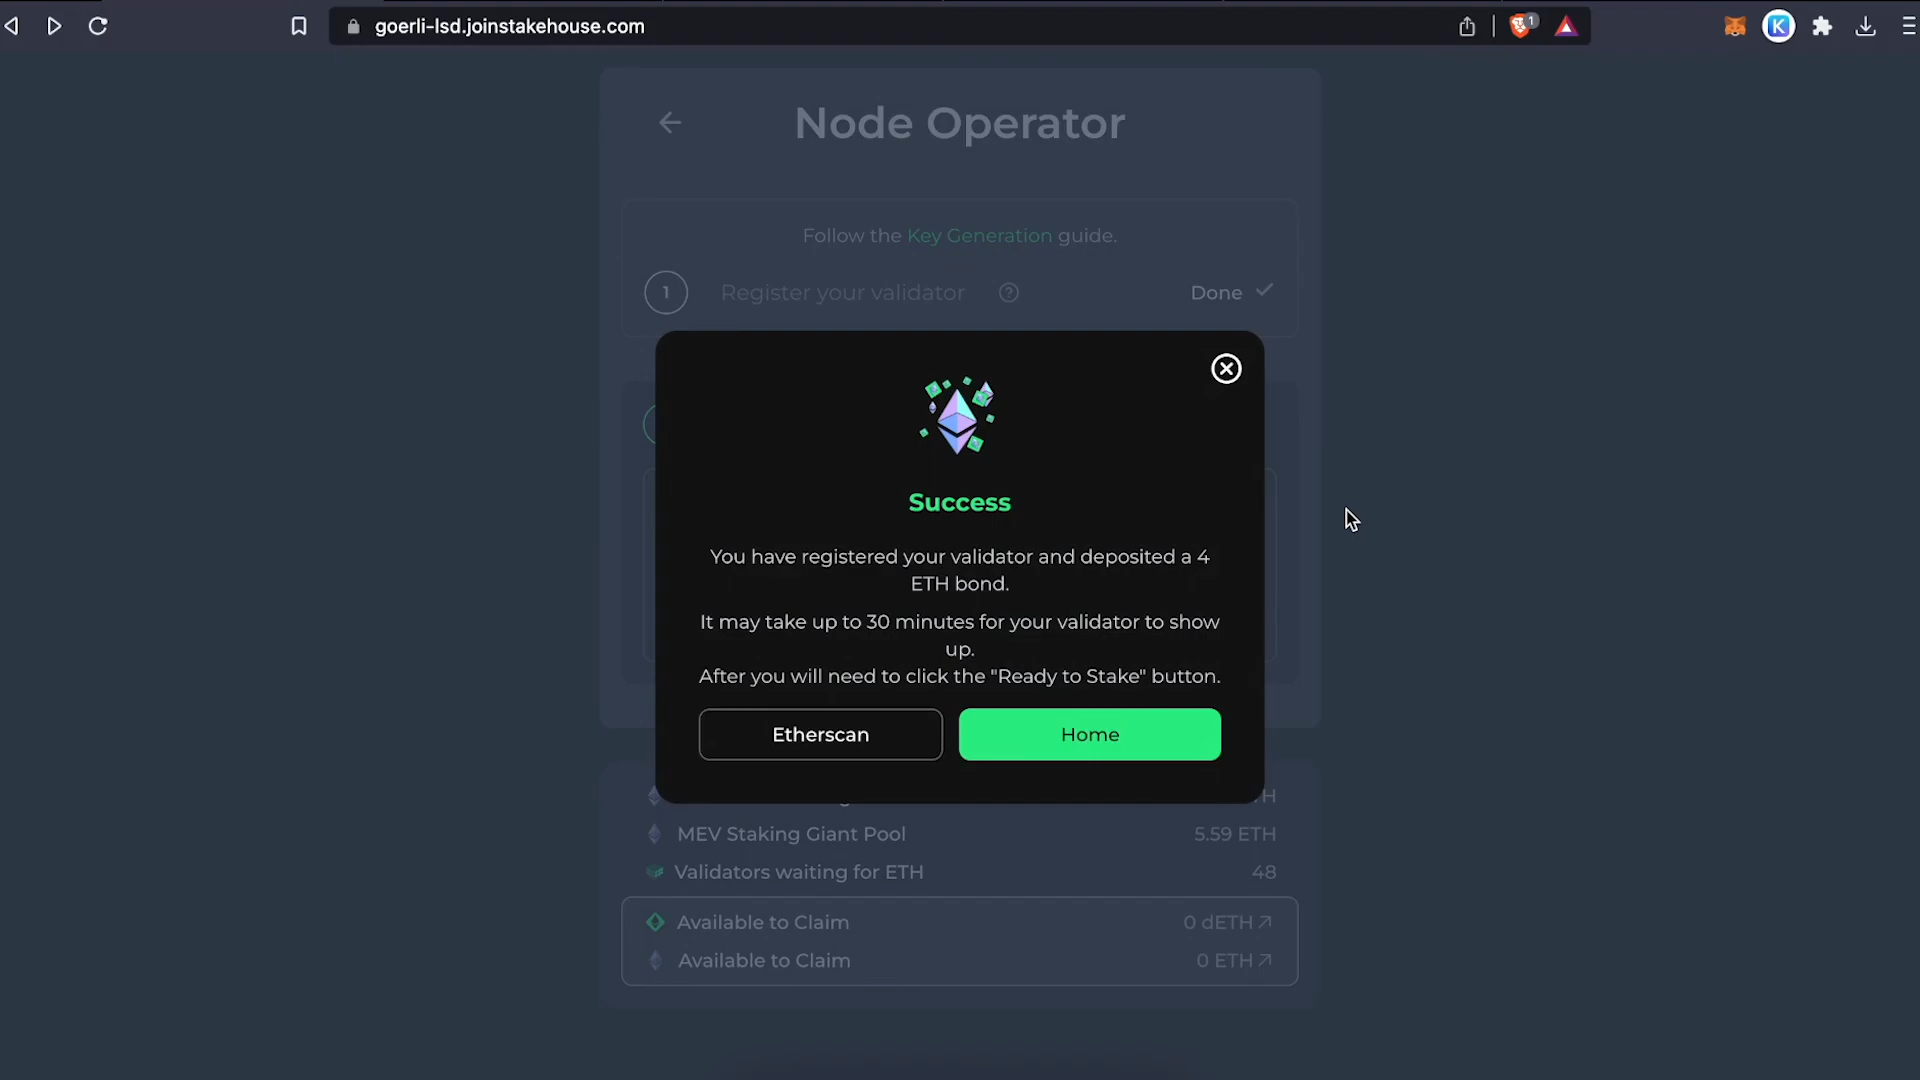 goerli-lsd.joinstakehouse.com
1
K
Node Operator
Follow the Key Generation guide.
1 Register your validator ? Done
Success
You have registered your validator and deposited a 4
ETH bond.
It may take up to 30 minutes for your validator to show
up.
After you will need to click the "Ready to Stake" button.
Etherscan Home
MEV Staking Giant Pool 5.59 ETH
Validators waiting for ETH 48
Available to Claim 0 dETH
Available to Claim 0 ETH